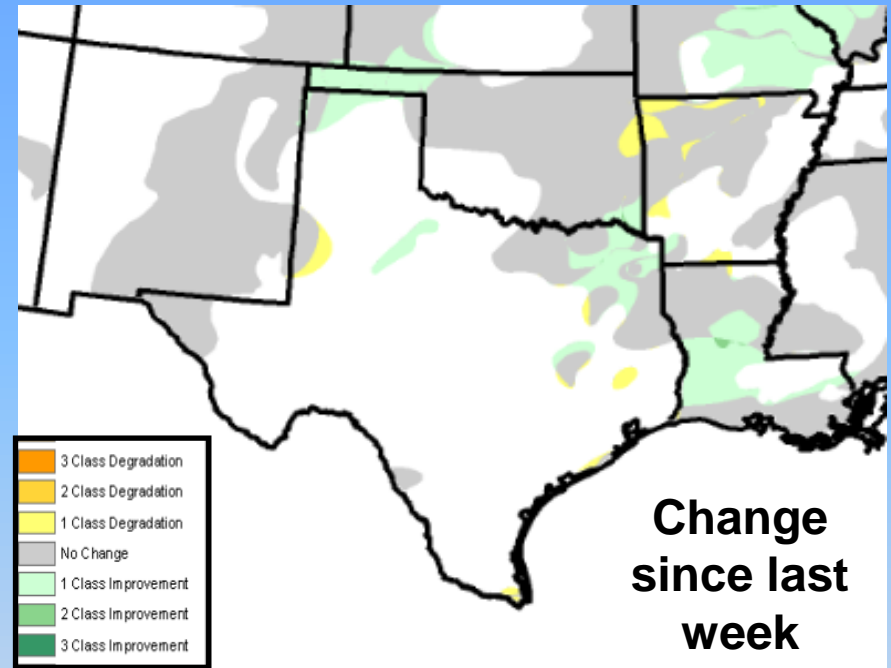 3 Class Degradation
2 Class Degradation
1 Class Degradation
No Change
1 Class Improvement
2 Class Improvement
3 Class Improvement
Change
since last
week